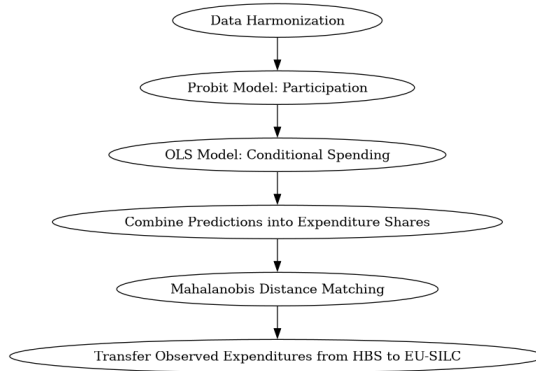 Data Harmonization
Probit Model: Participation
OLS Model: Conditional Spending
Combine Predictions into Expenditure Shares
Mahalanobis Distance Matching
Transfer Observed Expenditures from HBS to EU-SILC